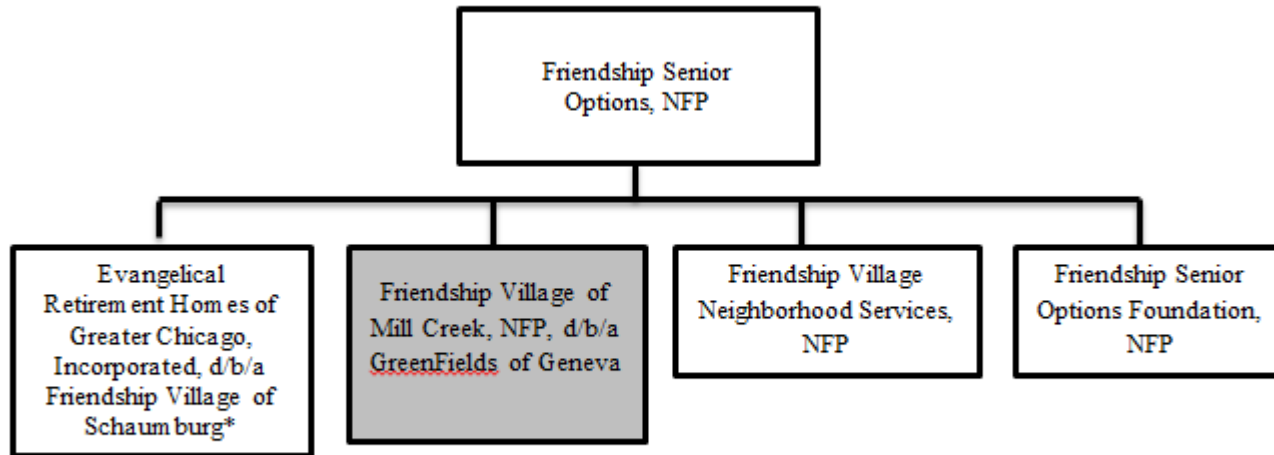 Friendship Senior
Options, NFP
Evangelical
Retirement Homes of
Greater Chicago,
Incorporated, d/b/a
Friendship Village of
Schaumburg*
Friendship Village of
Mill Creek, NFP, d/b/a
GreenFields of Geneva
Friendship Village
Neighborhood Services,
NFP
Friendship Senior
Options Foundation,
NFP